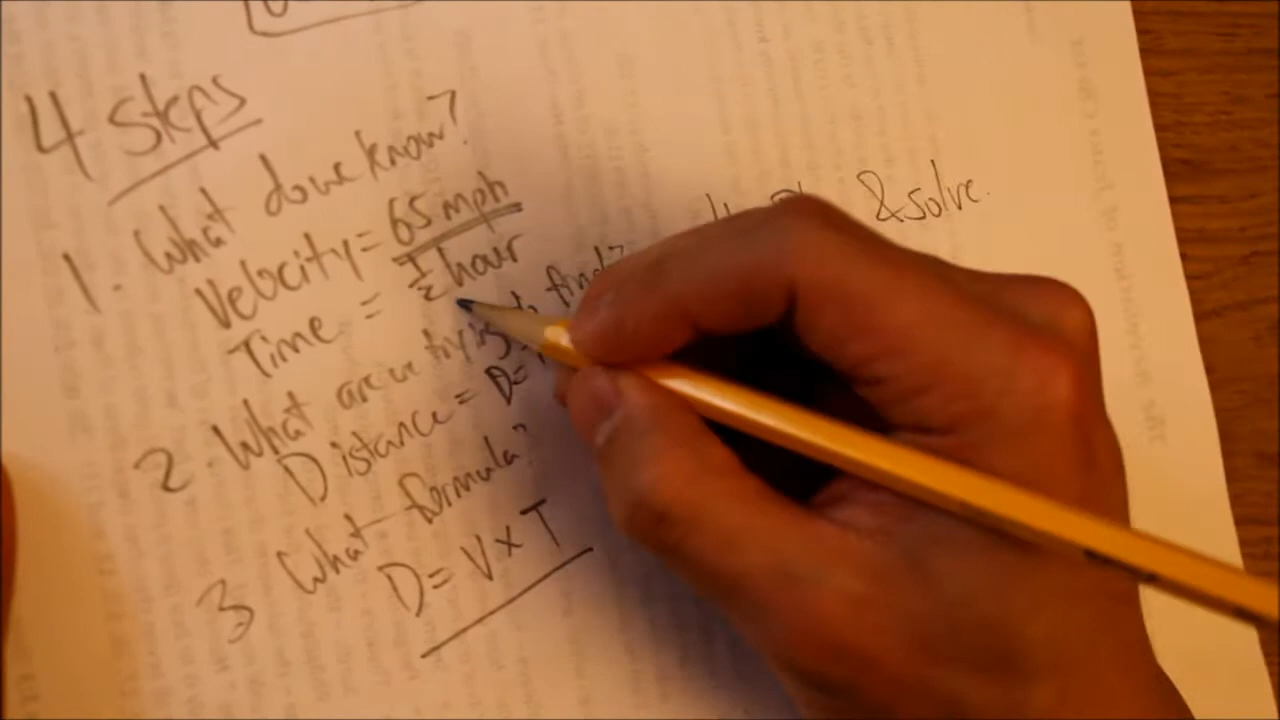 4 Steps
1. What do we know?
Velocity = 65 mph
Time = 1/2 hour
2. What are we trying to find?
Distance = D=
3 What formula?
D = V x T
& solve.